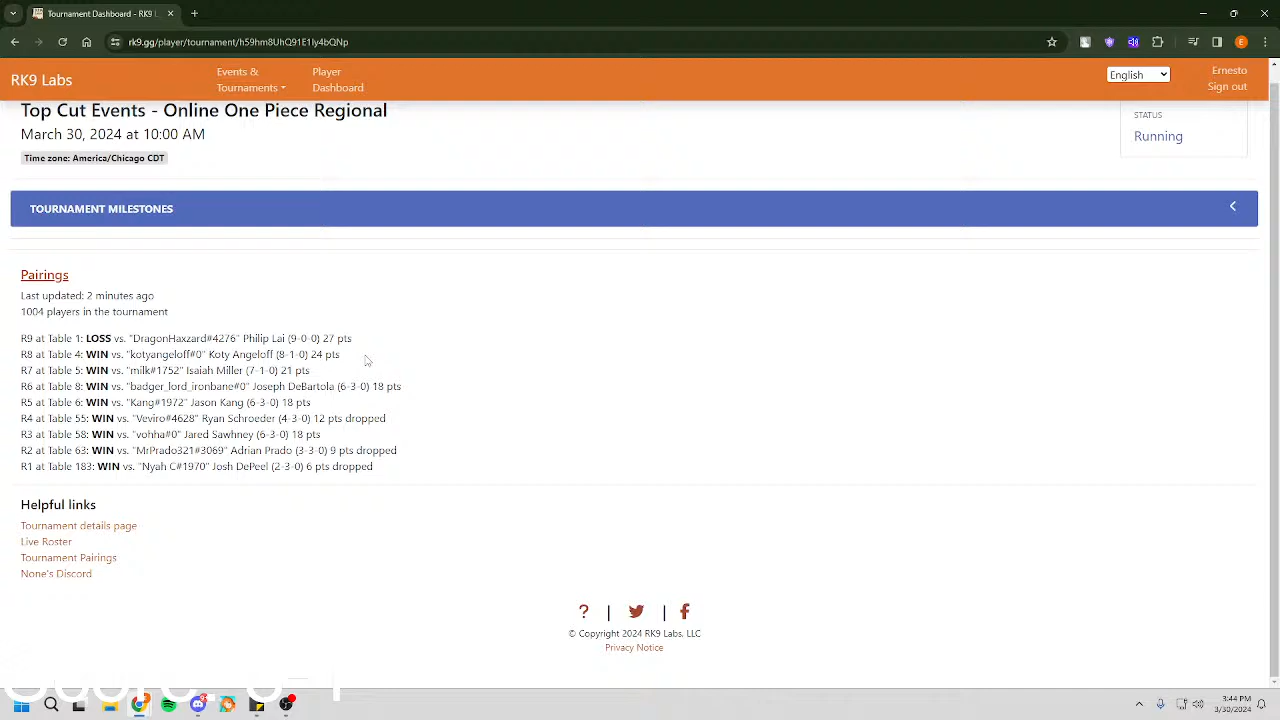 Tournament Dashboard - RK9 L
rk9.gg/player/tournament/h59hm8UhQ91E1Iy4bQNp
E
RK9 Labs
Events & Tournaments
Player Dashboard
English
Ernesto
Sign out
Top Cut Events - Online One Piece Regional
March 30, 2024 at 10:00 AM
Time zone: America/Chicago CDT
STATUS
Running
TOURNAMENT MILESTONES
Pairings
Last updated: 2 minutes ago
1004 players in the tournament
R9 at Table 1: LOSS vs. "DragonHaxzard#4276" Philip Lai (9-0-0) 27 pts
R8 at Table 4: WIN vs. "kotyangeloff#0" Koty Angeloff (8-1-0) 24 pts
R7 at Table 5: WIN vs. "milk#1752" Isaiah Miller (7-1-0) 21 pts
R6 at Table 8: WIN vs. "badger_lord_ironbane#0" Joseph DeBartola (6-3-0) 18 pts
R5 at Table 6: WIN vs. "Kang#1972" Jason Kang (6-3-0) 18 pts
R4 at Table 55: WIN vs. "Veviro#4628" Ryan Schroeder (4-3-0) 12 pts dropped
R3 at Table 58: WIN vs. "vohha#0" Jared Sawhney (6-3-0) 18 pts
R2 at Table 63: WIN vs. "MrPrado321#3069" Adrian Prado (3-3-0) 9 pts dropped
R1 at Table 183: WIN vs. "Nyah C#1970" Josh DePeel (2-3-0) 6 pts dropped
Helpful links
Tournament details page
Live Roster
Tournament Pairings
None's Discord
? | |
© Copyright 2024 RK9 Labs, LLC
Privacy Notice
3:44 PM
3/30/2024